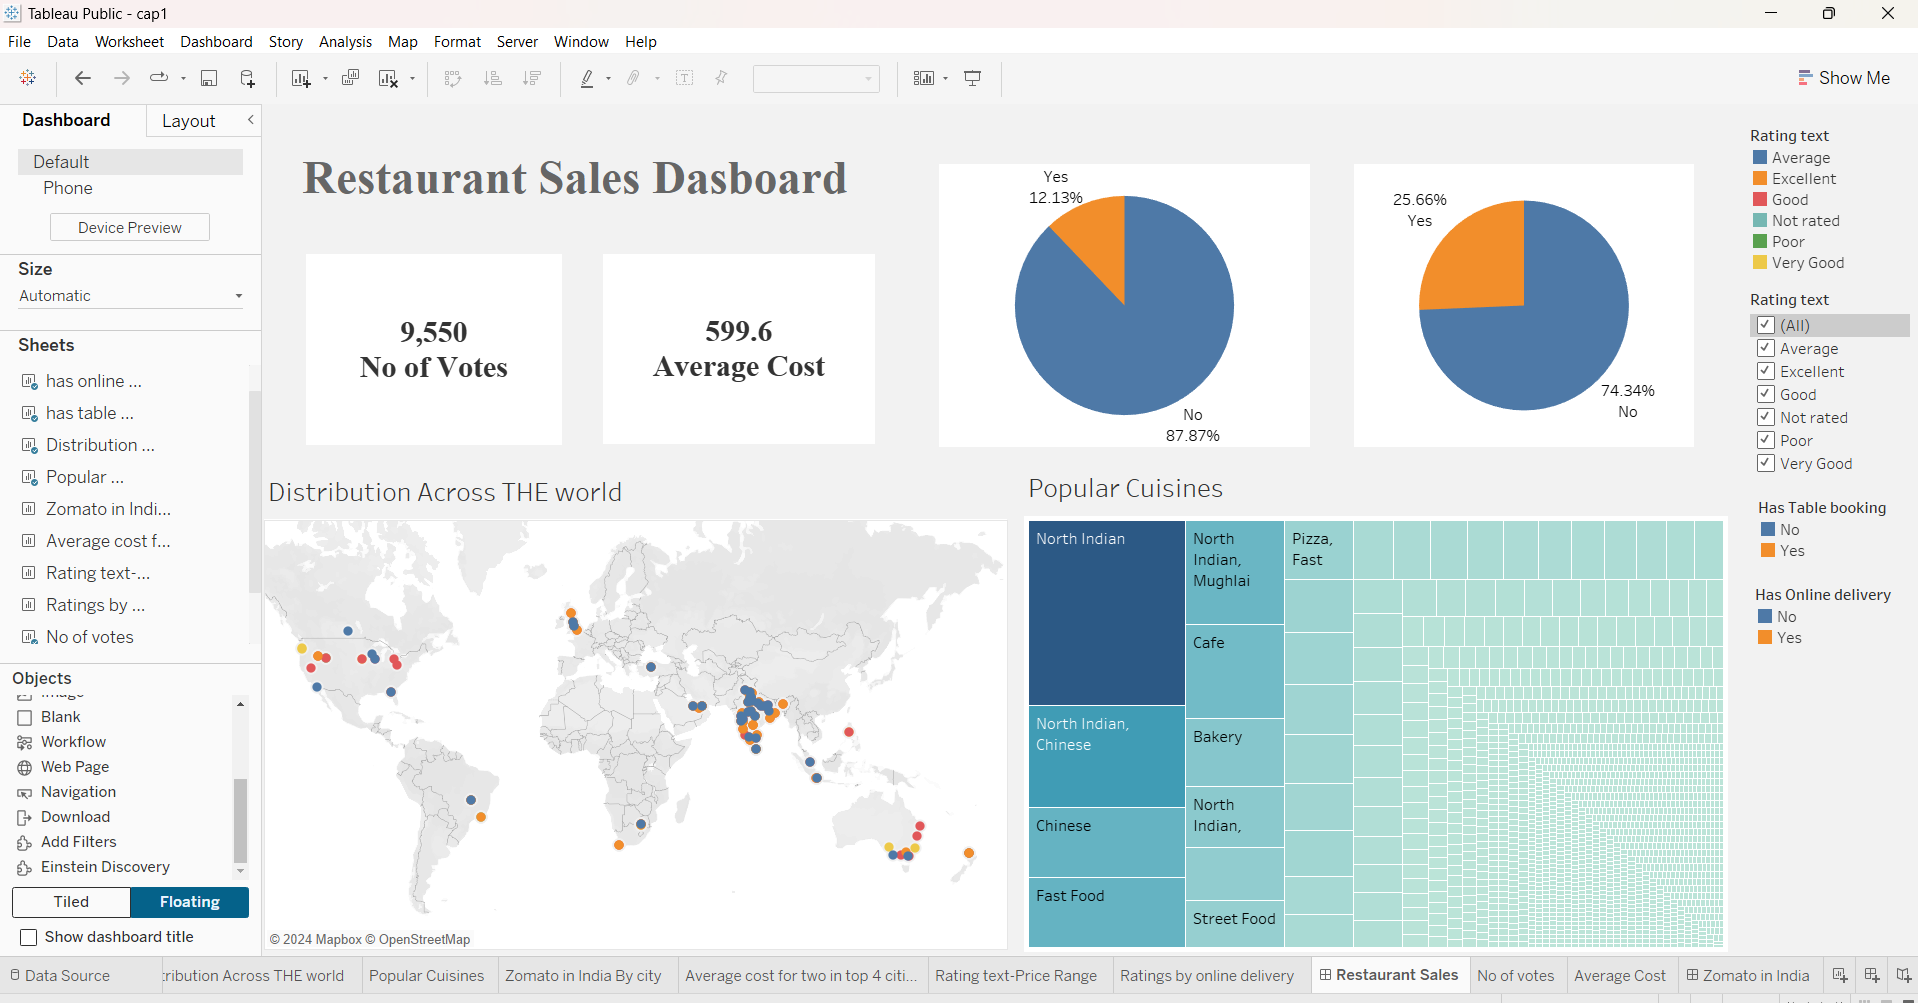 Tableau Public - cap1
File Data Worksheet Dashboard Story Analysis Map Format Server Window Help
Show Me
Dashboard
Layout
Default
Phone
Device Preview
Size
Automatic
Sheets
has online ...
has table ...
Distribution ...
Popular ...
Zomato in Indi...
Average cost f...
Rating text-...
Ratings by ...
No of votes
Objects
Image
Blank
Workflow
Web Page
Navigation
Download
Add Filters
Einstein Discovery
Tiled
Floating
Show dashboard title
Restaurant Sales Dasboard
9,550
No of Votes
599.6
Average Cost
Yes
12.13%
No
87.87%
25.66%
Yes
74.34%
No
Rating text
Average
Excellent
Good
Not rated
Poor
Very Good
Rating text
(All)
Average
Excellent
Good
Not rated
Poor
Very Good
Has Table booking
No
Yes
Has Online delivery
No
Yes
Distribution Across THE world
© 2024 Mapbox © OpenStreetMap
Popular Cuisines
North Indian
North Indian,
Chinese
Chinese
Fast Food
North
Indian,
Mughlai
Cafe
Bakery
North
Indian,
Street Food
Pizza,
Fast
Data Source
tribution Across THE world
Popular Cuisines
Zomato in India By city
Average cost for two in top 4 citi...
Rating text-Price Range
Ratings by online delivery
Restaurant Sales
No of votes
Average Cost
Zomato in India